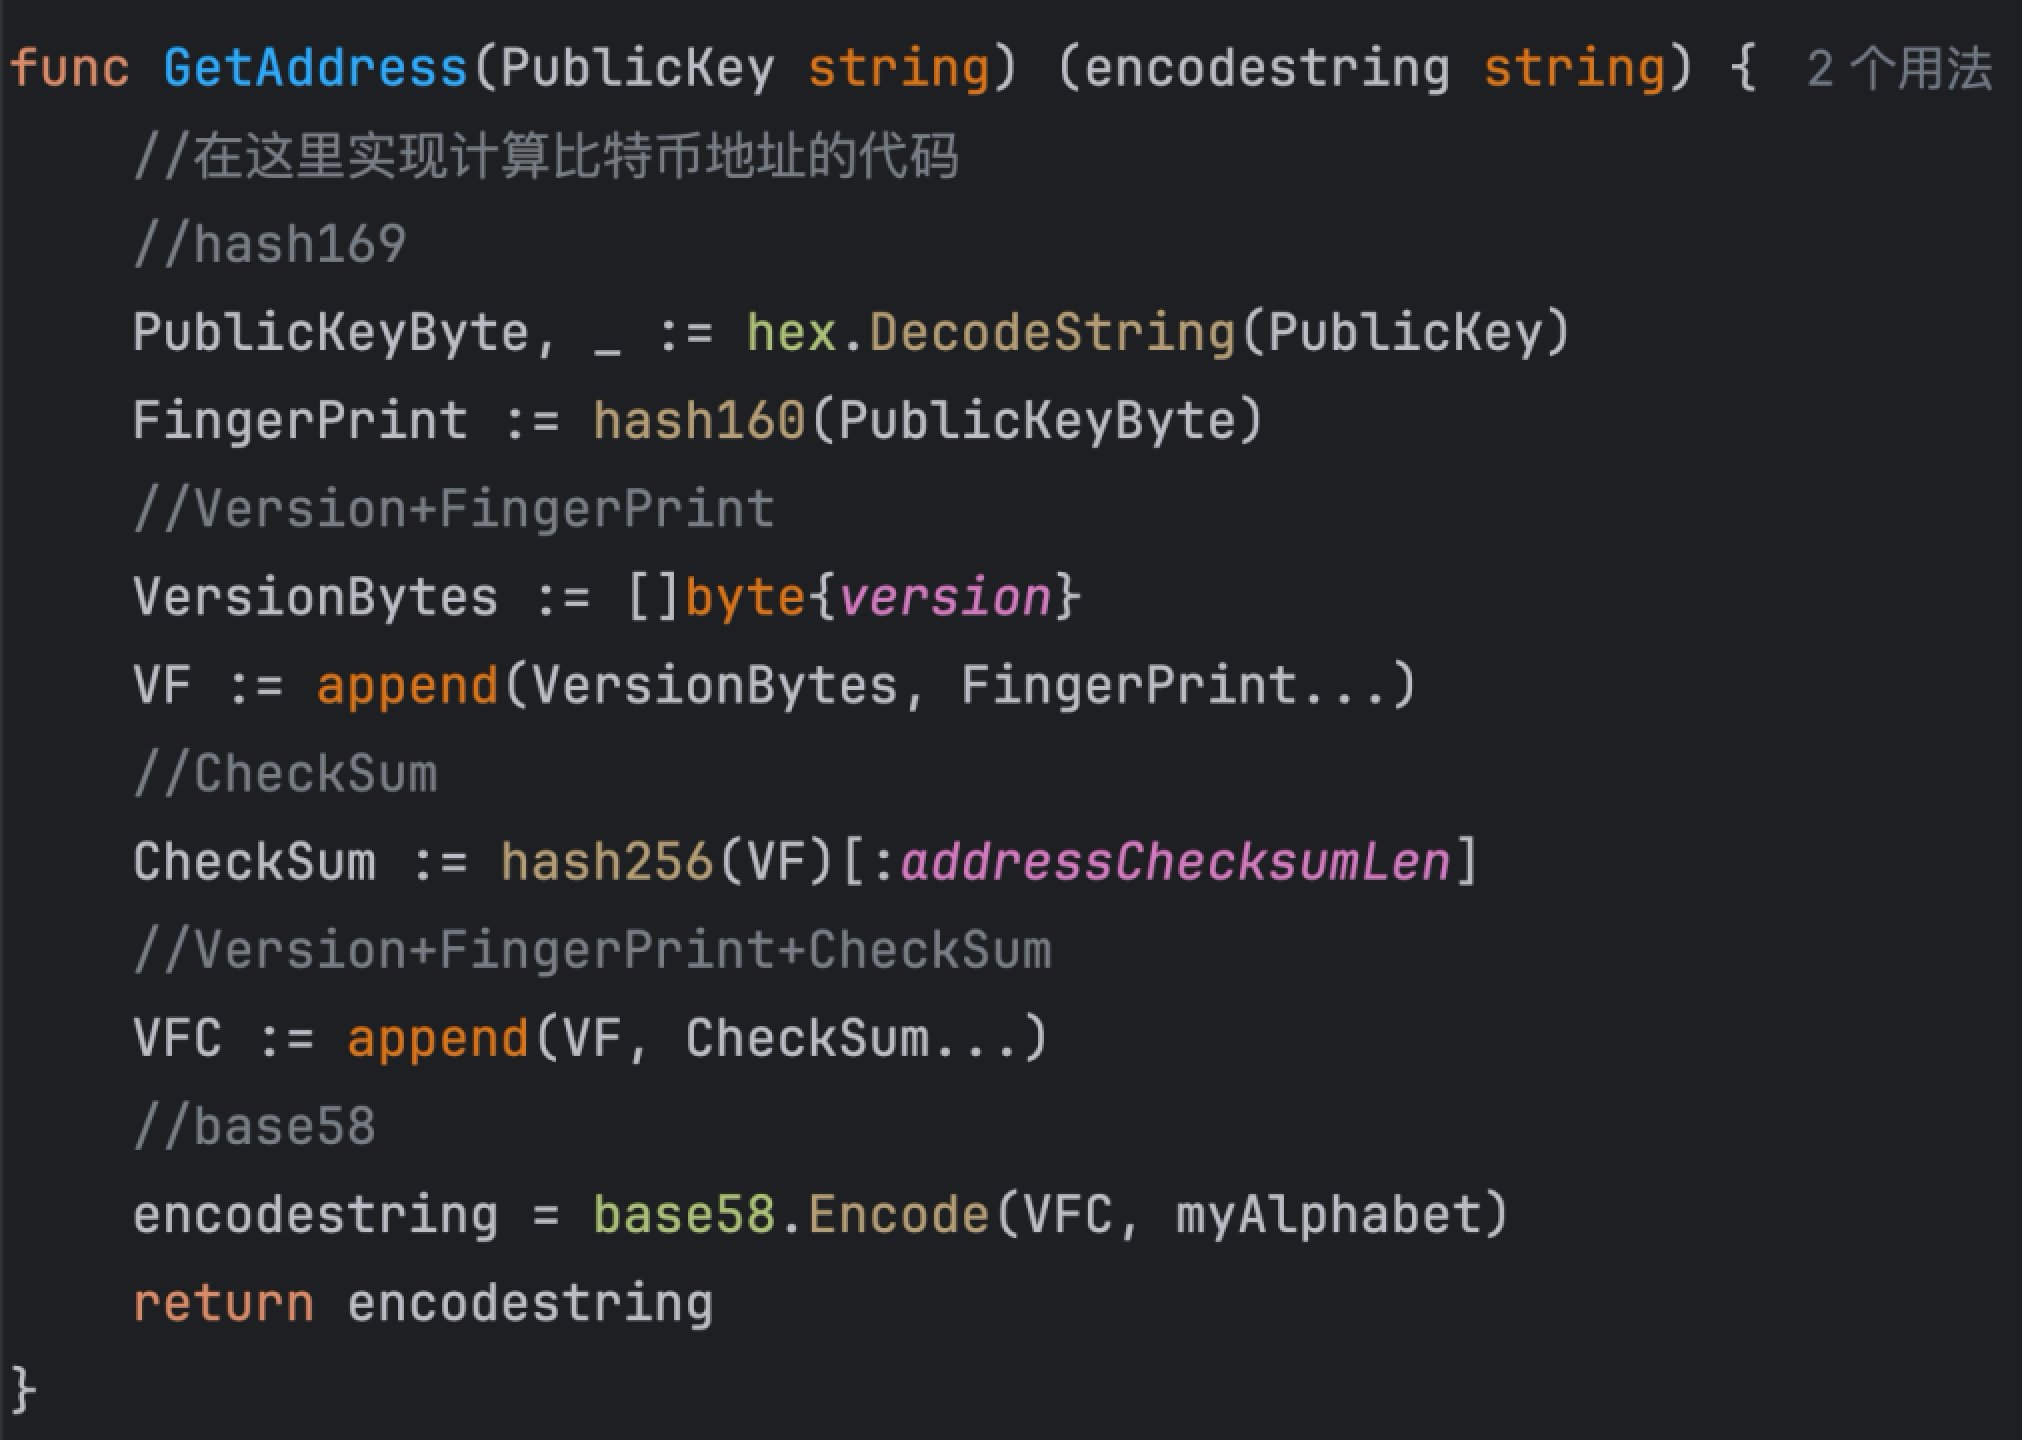 func GetAddress(PublicKey string) (encodestring string) { 2 个用法
//在这里实现计算比特币地址的代码
//hash169
PublicKeyByte, _ := hex.DecodeString(PublicKey)
FingerPrint := hash160(PublicKeyByte)
//Version+FingerPrint
VersionBytes := []byte{version}
VF := append(VersionBytes, FingerPrint...)
//CheckSum
CheckSum := hash256(VF)[:addressChecksumLen]
//Version+FingerPrint+CheckSum
VFC := append(VF, CheckSum...)
//base58
encodestring = base58.Encode(VFC, myAlphabet)
return encodestring
}